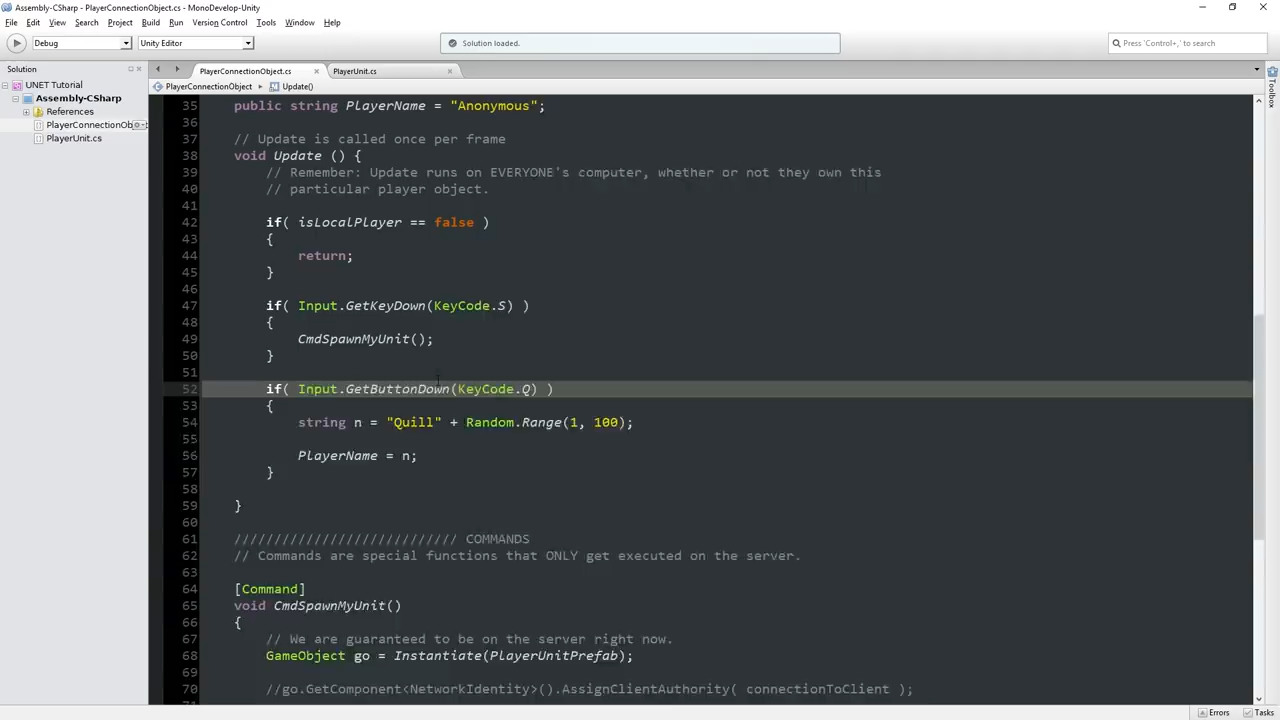 Assembly-CSharp - PlayerConnectionObject.cs - MonoDevelop-Unity
File Edit View Search Project Build Run Version Control Tools Window Help
Debug Unity Editor Solution loaded. Press 'Control+,' to search
Solution PlayerConnectionObject.cs PlayerUnit.cs
UNET Tutorial PlayerConnectionObject Update()
Assembly-CSharp
References
PlayerConnectionOb
PlayerUnit.cs
Toolbox
35 public string PlayerName = "Anonymous";
36
37 // Update is called once per frame
38 void Update () {
39 // Remember: Update runs on EVERYONE's computer, whether or not they own this
40 // particular player object.
41
42 if( isLocalPlayer == false )
43 {
44 return;
45 }
46
47 if( Input.GetKeyDown(KeyCode.S) )
48 {
49 CmdSpawnMyUnit();
50 }
51
52 if( Input.GetButtonDown(KeyCode.Q) )
53 {
54 string n = "Quill" + Random.Range(1, 100);
55
56 PlayerName = n;
57 }
58
59 }
60
61 //////////////////////////// COMMANDS
62 // Commands are special functions that ONLY get executed on the server.
63
64 [Command]
65 void CmdSpawnMyUnit()
66 {
67 // We are guaranteed to be on the server right now.
68 GameObject go = Instantiate(PlayerUnitPrefab);
69
70 //go.GetComponent<NetworkIdentity>().AssignClientAuthority( connectionToClient );
Errors Tasks